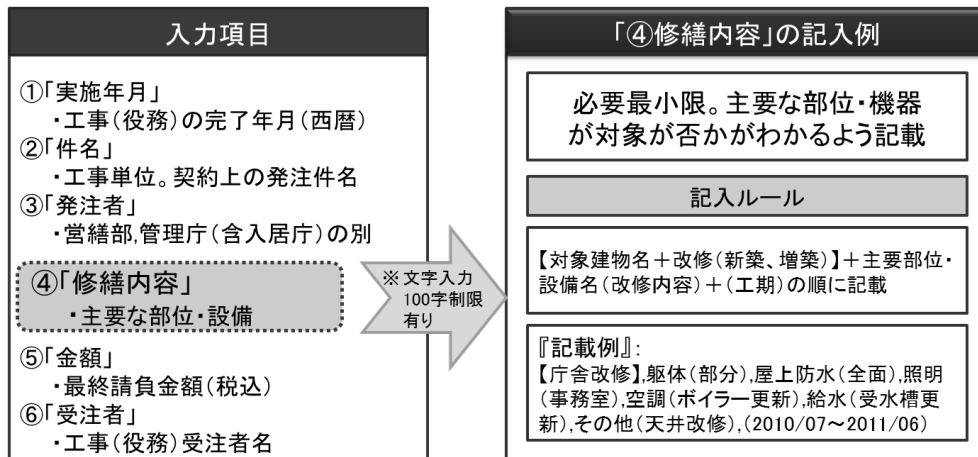 入力項目
①「実施年月」
・工事(役務)の完了年月(西暦)
②「件名」
・工事単位。契約上の発注件名
③「発注者」
・営繕部,管理庁(含入居庁)の別
④「修繕内容」
・主要な部位・設備
⑤「金額」
・最終請負金額(税込)
⑥「受注者」
・工事(役務)受注者名
※文字入力
100字制限
有り
「④修繕内容」の記入例
必要最小限。主要な部位・機器
が対象が否かがわかるよう記載
記入ルール
【対象建物名+改修(新築、増築)】+主要部位・
設備名(改修内容)+(工期)の順に記載
『記載例』:
【庁舎改修】,躯体(部分),屋上防水(全面),照明
(事務室),空調(ボイラー更新),給水(受水槽更
新),その他(天井改修),(2010/07~2011/06)